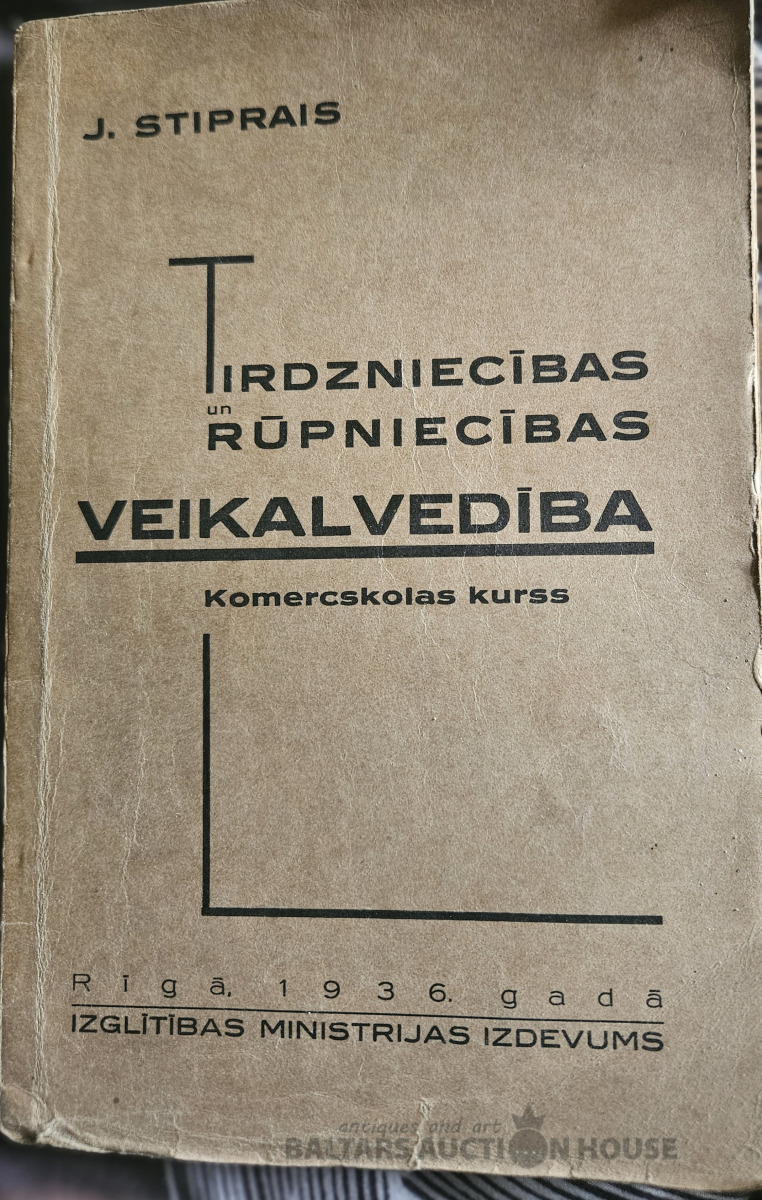 J. STIPRAIS
TIRDZNIECĪBAS
un
RŪPNIECĪBAS
VEIKALVEDĪBA
Komercskolas kurss
Rīgā, 1936. gadā
IZGLĪTĪBAS MINISTRIJAS IZDEVUMS
antiques and art
BALTARS AUCTION HOUSE